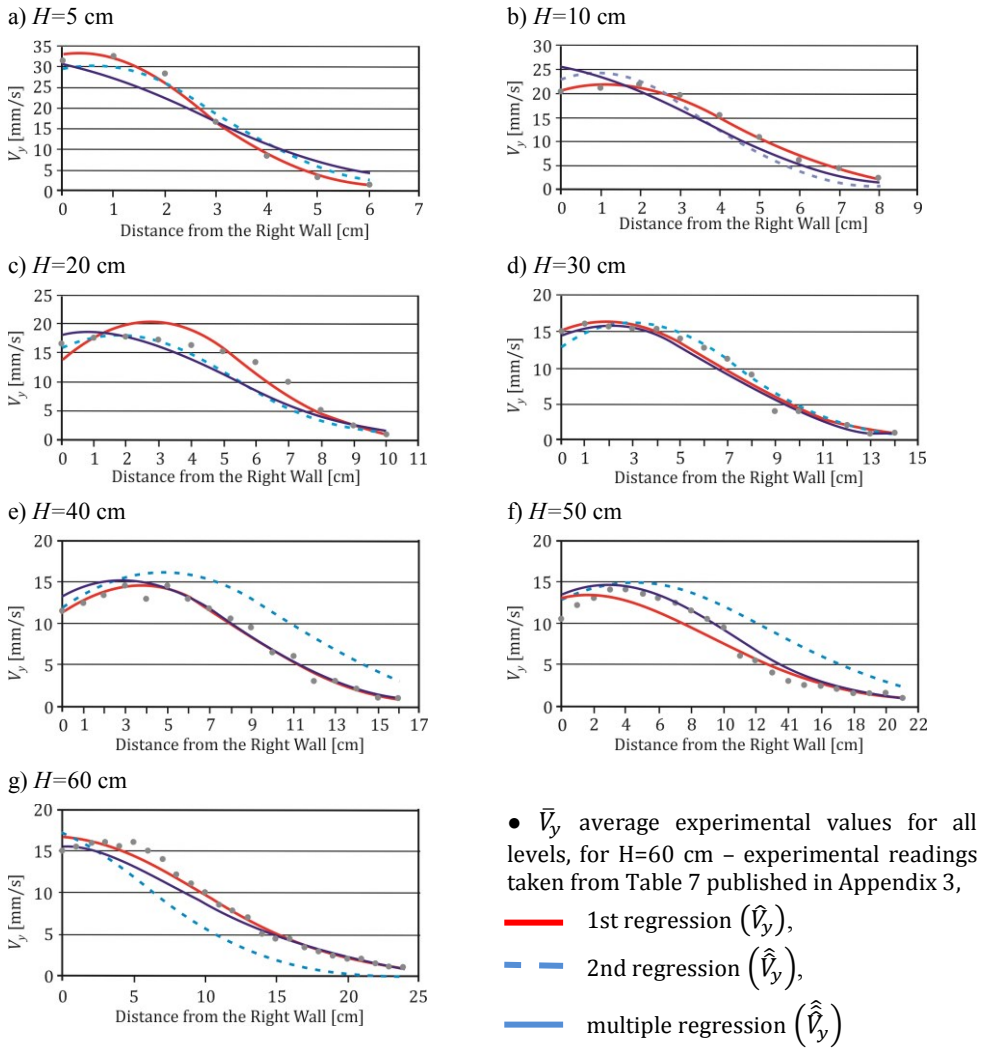 a) H=5 cm
35
30
25
20
15
10
5
0
V_y [mm/s]
0 1 2 3 4 5 6 7
Distance from the Right Wall [cm]
b) H=10 cm
30
25
20
15
10
5
0
V_y [mm/s]
0 1 2 3 4 5 6 7 8 9
Distance from the Right Wall [cm]
c) H=20 cm
25
20
15
10
5
0
V_y [mm/s]
0 1 2 3 4 5 6 7 8 9 10 11
Distance from the Right Wall [cm]
d) H=30 cm
20
15
10
5
0
V_y [mm/s]
0 1 3 5 7 9 10 12 13 15
Distance from the Right Wall [cm]
e) H=40 cm
20
15
10
5
0
V_y [mm/s]
0 1 3 5 7 9 11 13 15 17
Distance from the Right Wall [cm]
f) H=50 cm
20
15
10
5
0
V_y [mm/s]
0 2 4 6 8 10 12 41 16 18 20 22
Distance from the Right Wall [cm]
g) H=60 cm
20
15
10
5
0
V_y [mm/s]
0 5 10 15 20 25
Distance from the Right Wall [cm]
● V̄_y average experimental values for all
levels, for H=60 cm – experimental readings
taken from Table 7 published in Appendix 3,
1st regression (V̂_y),
2nd regression (V̂̂_y),
multiple regression (V̂̂̂_y)